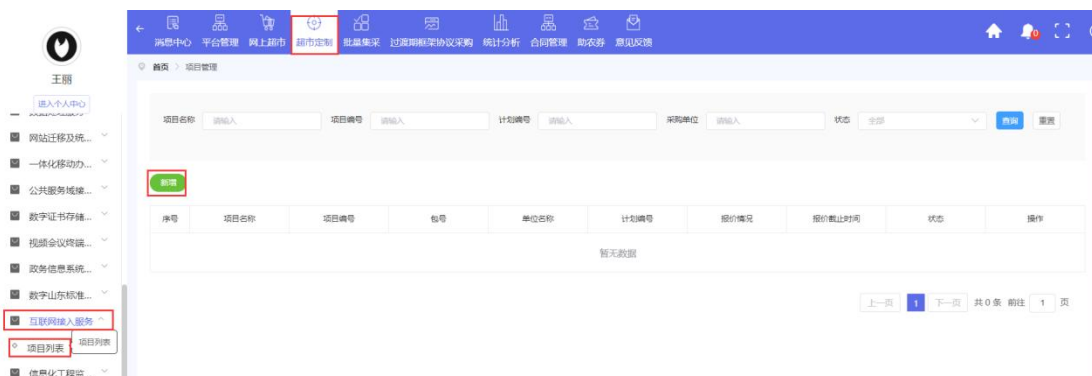 消息中心 平台管理 网上超市 超市定制 批量集采 过渡期框架协议采购 统计分析 合同管理 助农券 意见反馈
首页 > 项目管理
王丽
进入个人中心
网站迁移及统...
一体化移动办...
公共服务域接...
数字证书存储...
视频会议终端...
政务信息系统...
数字山东标准...
互联网接入服务
项目列表 项目列表
信息化工程监...
项目名称 请输入 项目编号 请输入 计划编号 请输入 采购单位 请输入 状态 全部 查询 重置
新增
序号 项目名称 项目编号 包号 单位名称 计划编号 报价情况 报价截止时间 状态 操作
暂无数据
上一页 1 下一页 共 0 条 前往 1 页